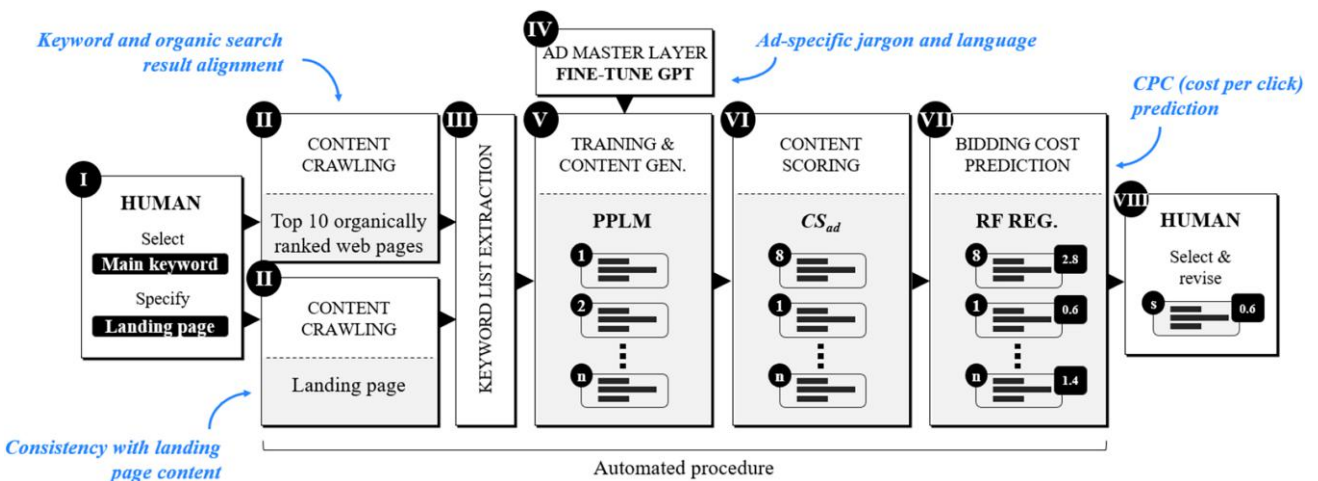 Keyword and organic search
result alignment
IV
AD MASTER LAYER
FINE-TUNE GPT
Ad-specific jargon and language
CPC (cost per click)
prediction
I
HUMAN
Select
Main keyword
Specify
Landing page
II
CONTENT
CRAWLING
Top 10 organically
ranked web pages
II
CONTENT
CRAWLING
Landing page
Consistency with landing
page content
III
KEYWORD LIST EXTRACTION
V
TRAINING &
CONTENT GEN.
PPLM
1
2
n
VI
CONTENT
SCORING
CSad
8
1
n
VII
BIDDING COST
PREDICTION
RF REG.
8 2.8
1 0.6
n 1.4
VIII
HUMAN
Select &
revise
s 0.6
Automated procedure